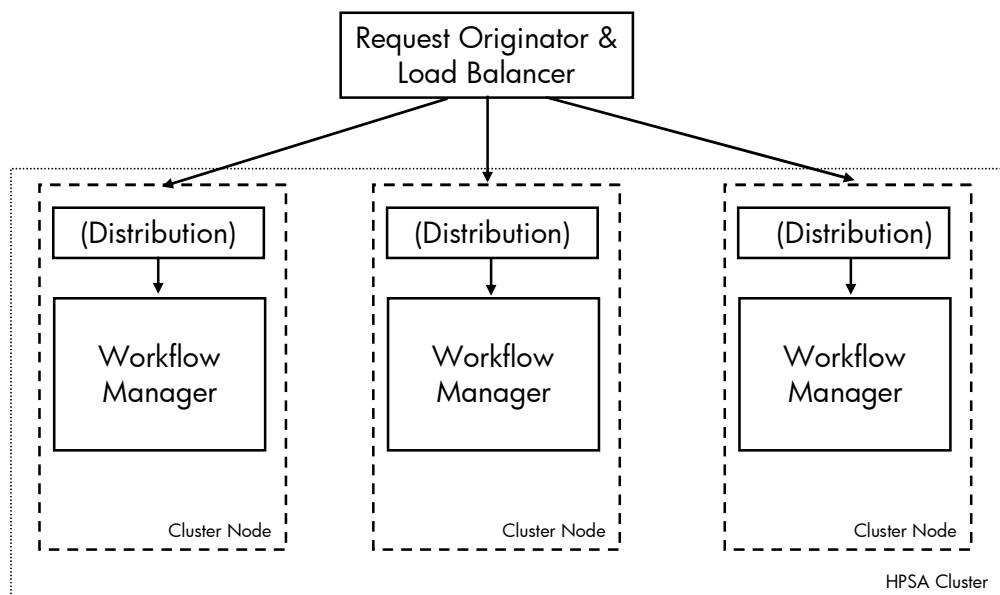 Request Originator &
Load Balancer
(Distribution)
(Distribution)
(Distribution)
Workflow
Manager
Workflow
Manager
Workflow
Manager
Cluster Node
Cluster Node
Cluster Node
HPSA Cluster